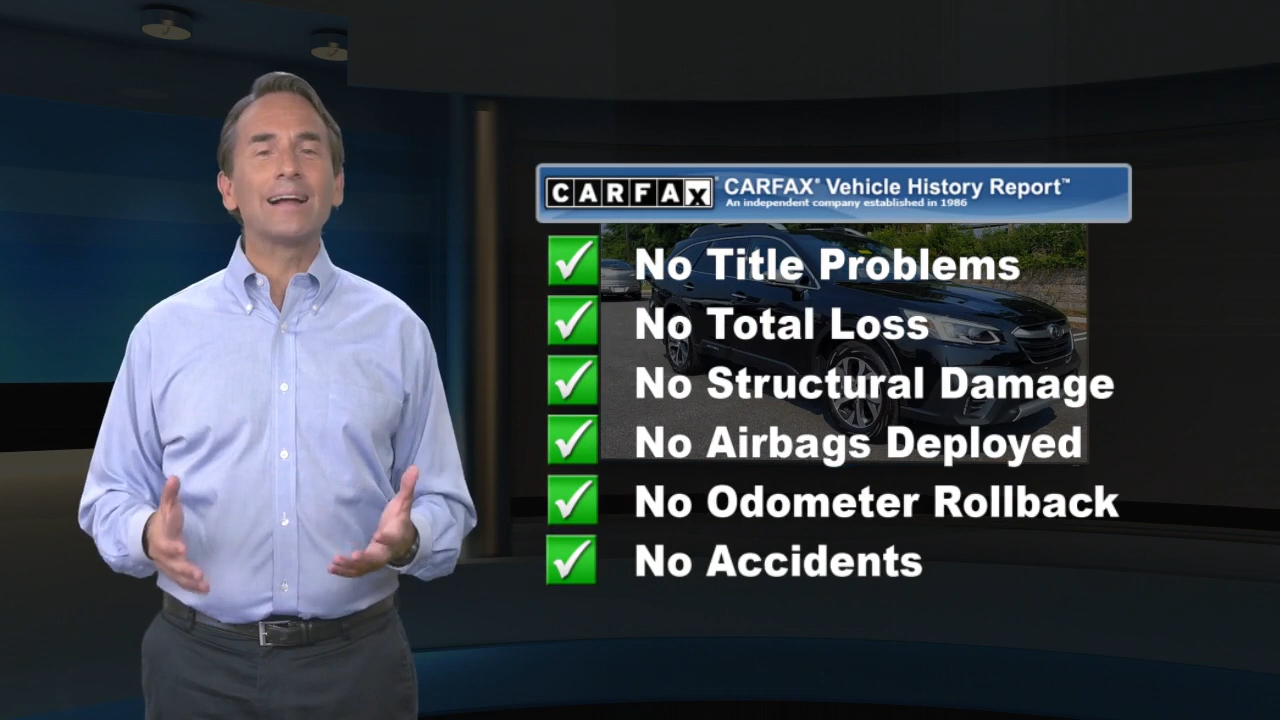 CARFAX® CARFAX® Vehicle History Report™
An independent company established in 1986
No Title Problems
No Total Loss
No Structural Damage
No Airbags Deployed
No Odometer Rollback
No Accidents